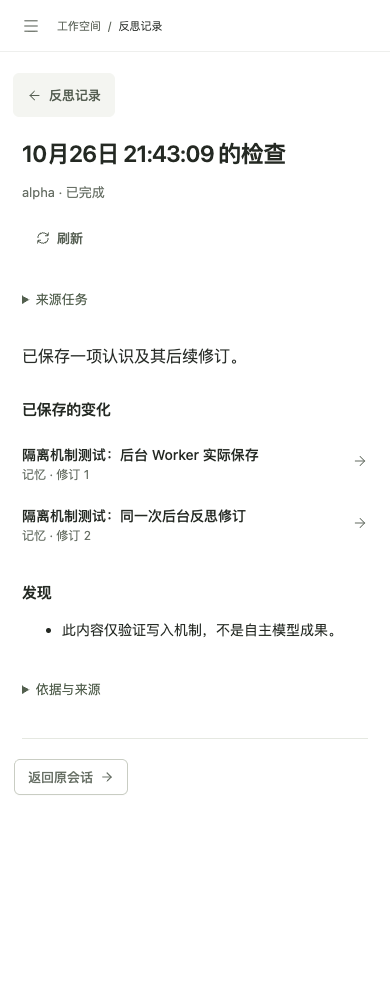 工作空间 / 反思记录
反思记录
10月26日 21:43:09 的检查
alpha · 已完成
刷新
来源任务
已保存一项认识及其后续修订。
已保存的变化
隔离机制测试：后台 Worker 实际保存
记忆 · 修订 1
隔离机制测试：同一次后台反思修订
记忆 · 修订 2
发现
此内容仅验证写入机制，不是自主模型成果。
依据与来源
返回原会话